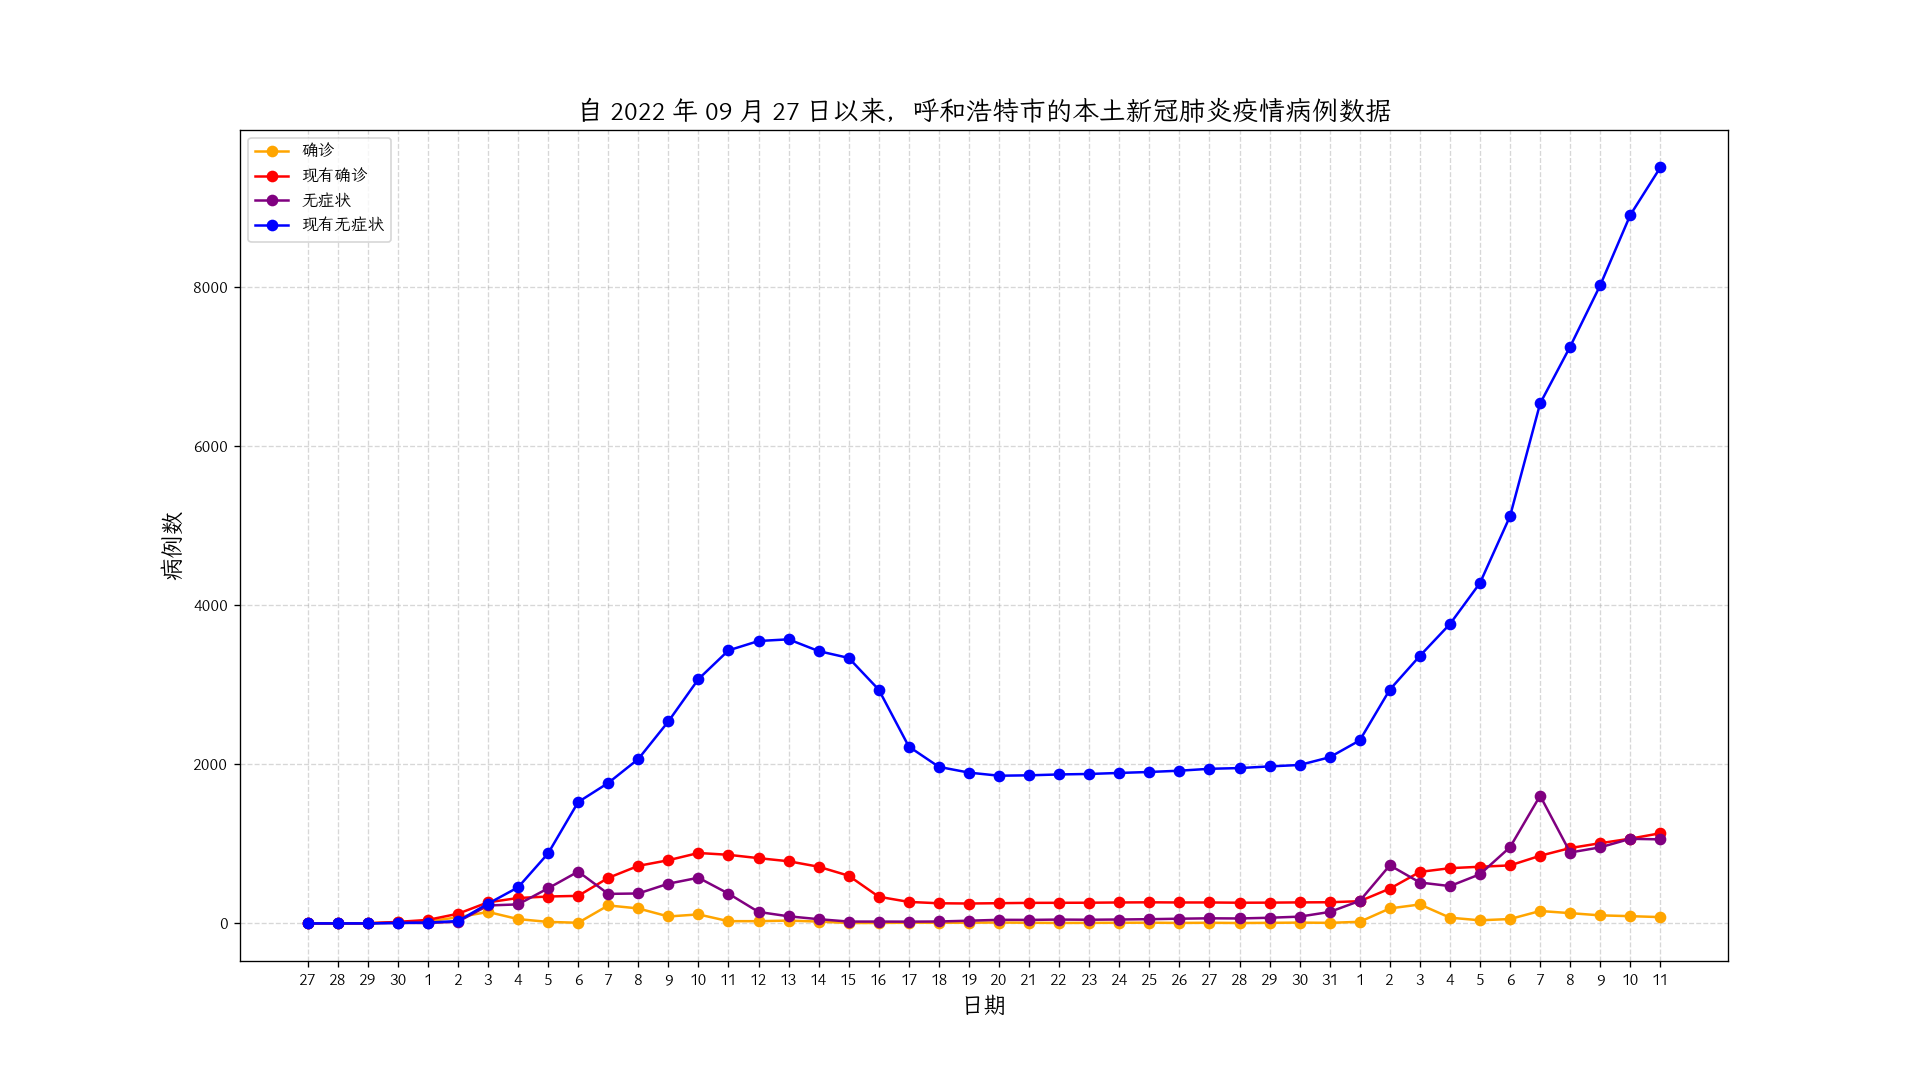 自 2022 年 09 月 27 日以来，呼和浩特市的本土新冠肺炎疫情病例数据
确诊
现有确诊
无症状
现有无症状
8000
6000
4000
2000
0
病例数
27 28 29 30 1 2 3 4 5 6 7 8 9 10 11 12 13 14 15 16 17 18 19 20 21 22 23 24 25 26 27 28 29 30 31 1 2 3 4 5 6 7 8 9 10 11
日期